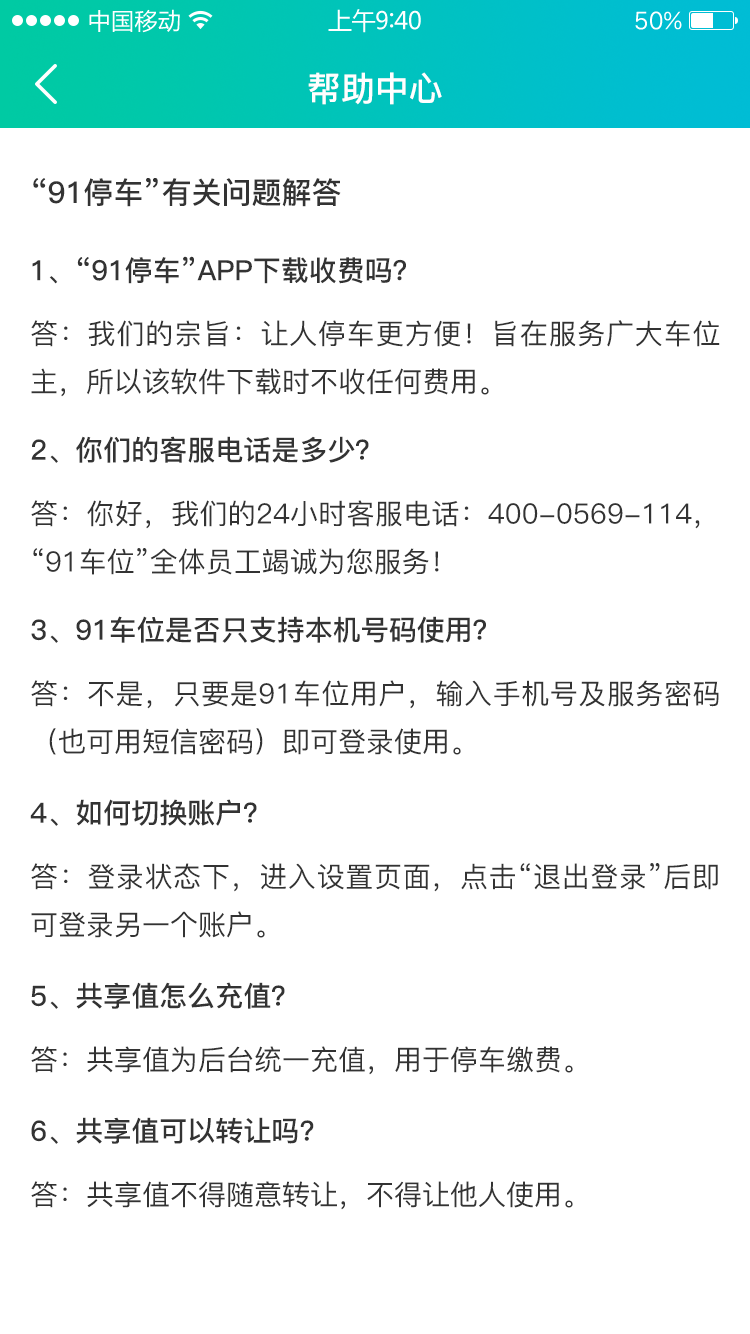 中国移动 上午9:40 50%
帮助中心
“91停车”有关问题解答
1、“91停车”APP下载收费吗?
答：我们的宗旨：让人停车更方便！旨在服务广大车位
主，所以该软件下载时不收任何费用。
2、你们的客服电话是多少?
答：你好，我们的24小时客服电话：400-0569-114，
“91车位”全体员工竭诚为您服务！
3、91车位是否只支持本机号码使用?
答：不是，只要是91车位用户，输入手机号及服务密码
（也可用短信密码）即可登录使用。
4、如何切换账户?
答：登录状态下，进入设置页面，点击“退出登录”后即
可登录另一个账户。
5、共享值怎么充值?
答：共享值为后台统一充值，用于停车缴费。
6、共享值可以转让吗?
答：共享值不得随意转让，不得让他人使用。